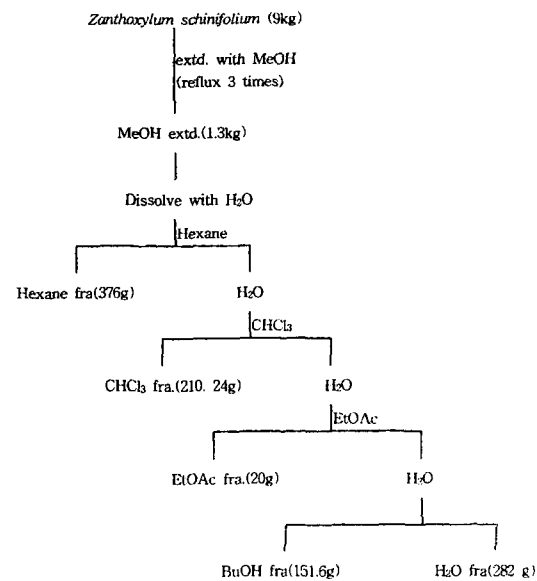 Zanthoxylum schinifolium (9kg)
extd. with MeOH
(reflux 3 times)
MeOH extd.(1.3kg)
Dissolve with H₂O
Hexane
Hexane fra(376g)
H₂O
CHCl₃
CHCl₃ fra.(210. 24g)
H₂O
EtOAc
EtOAc fra.(20g)
H₂O
BuOH fra(151.6g)
H₂O fra(282 g)